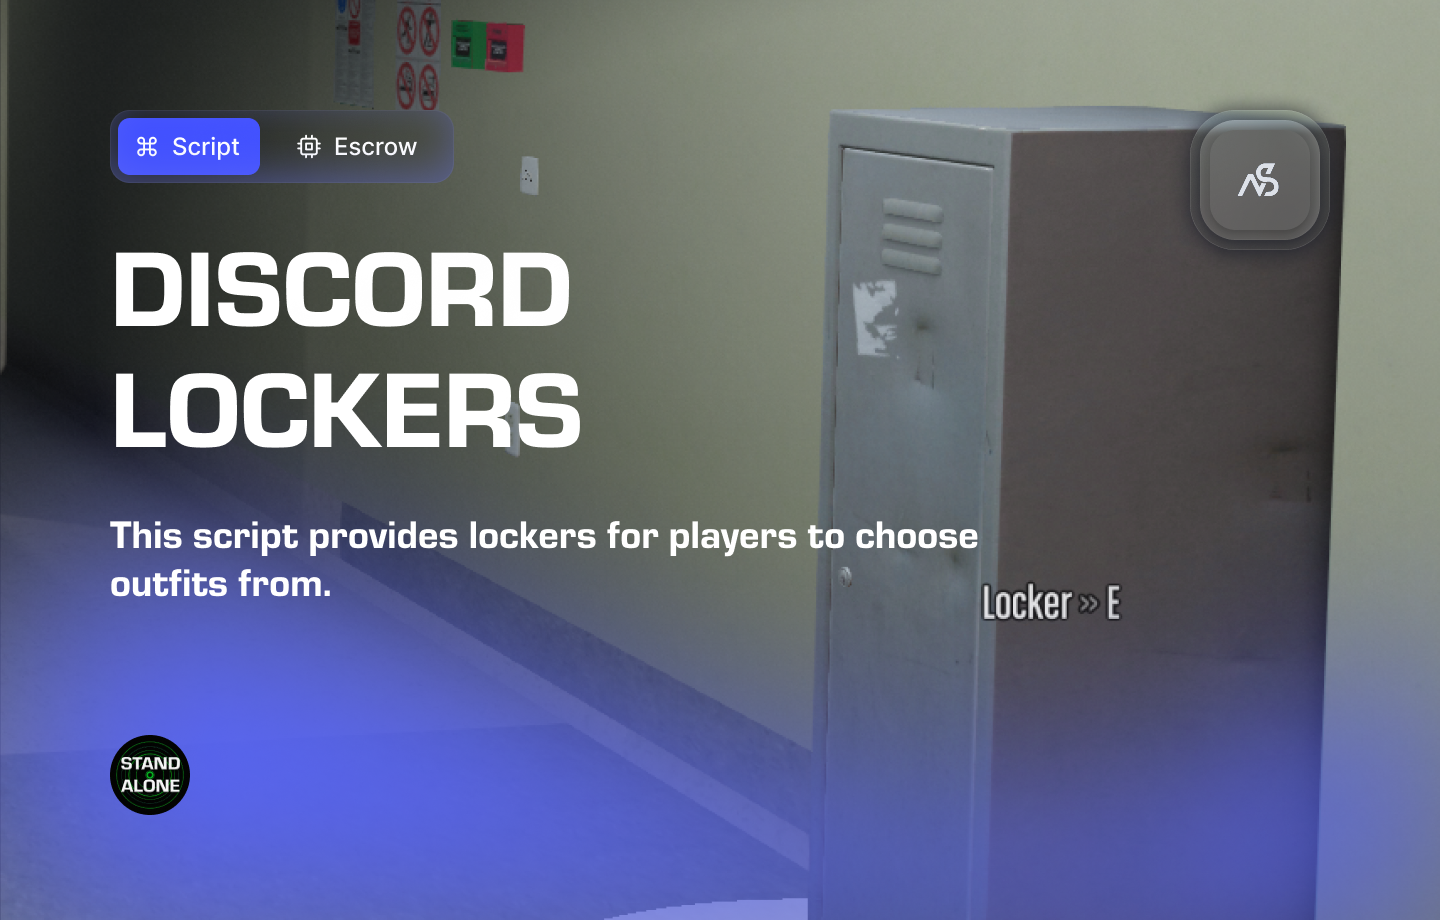 Script
Escrow
DISCORD
LOCKERS
This script provides lockers for players to choose
outfits from.
Locker » E
STAND
ALONE